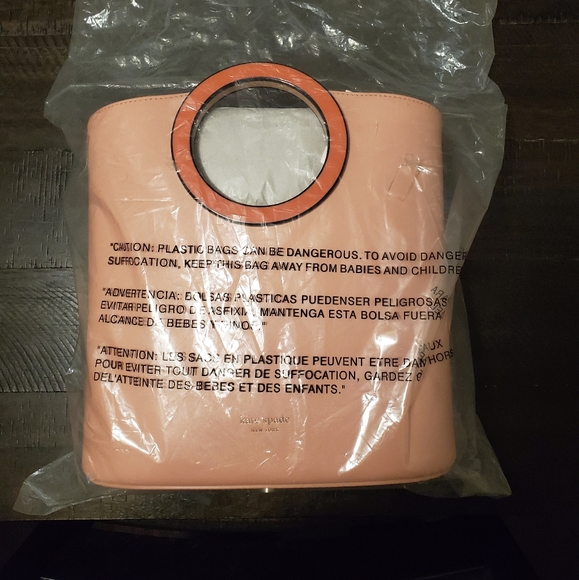 "CAUTION: PLASTIC BAGS CAN BE DANGEROUS. TO AVOID DANGER
SUFFOCATION, KEEP THIS BAG AWAY FROM BABIES AND CHILDRE
"ADVERTENCIA: BOLSAS PLASTICAS PUEDENSER PELIGROSAS
EVITAR PELIGRO DE ASFIXIA, MANTENGA ESTA BOLSA FUERA
ALCANCE DE BEBES Y NINOS."
"ATTENTION: LES SACS EN PLASTIQUE PEUVENT ETRE DANGHORS
POUR EVITER TOUT DANGER DE SUFFOCATION, GARDEZ
DE L'ATTEINTE DES BEBES ET DES ENFANTS."
kate spade
NEW YORK